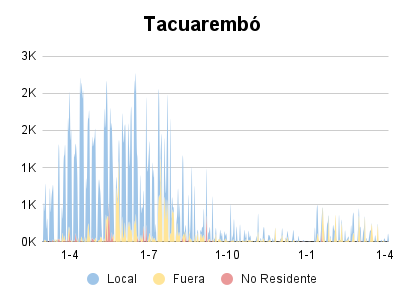 Tacuarembó
3K
2K
2K
1K
1K
0K
1-4 1-7 1-10 1-1 1-4
Local Fuera No Residente